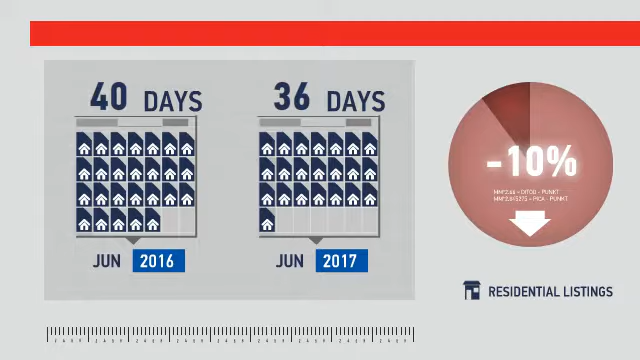 40 DAYS
36 DAYS
JUN 2016
JUN 2017
-10%
RESIDENTIAL LISTINGS